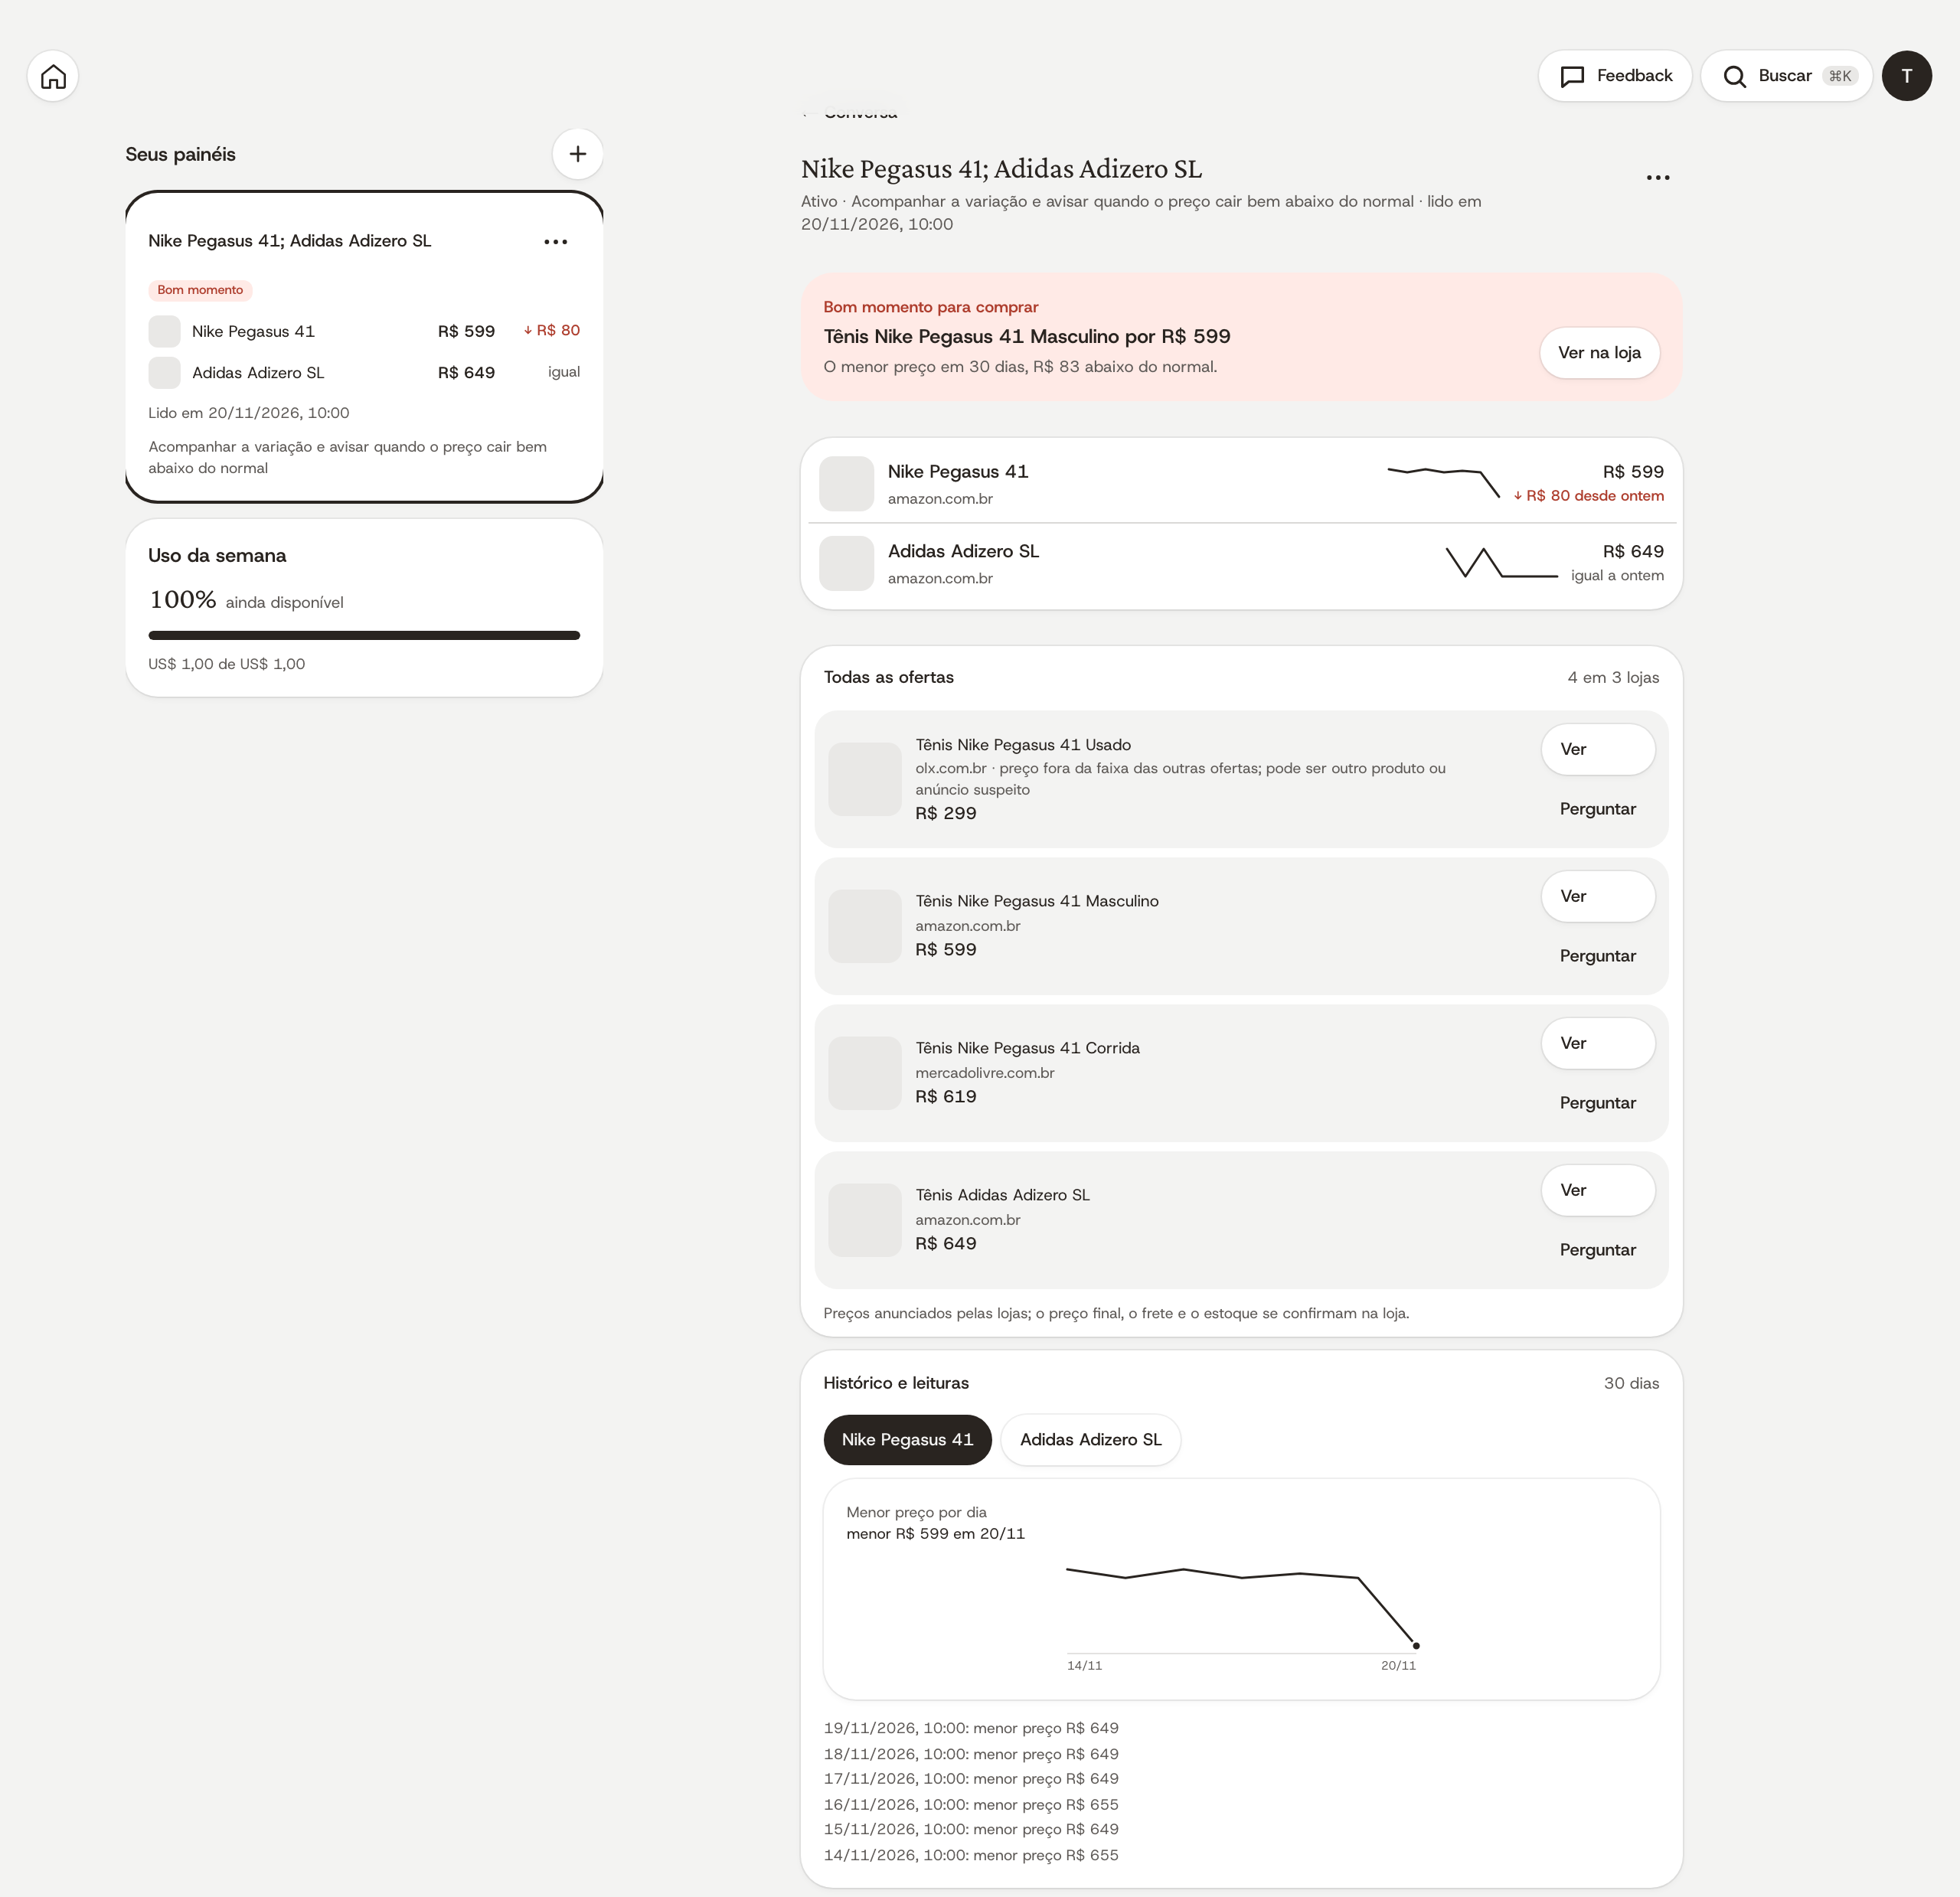 Feedback
Buscar ⌘K
T
Seus painéis
Nike Pegasus 41; Adidas Adizero SL
Bom momento
Nike Pegasus 41 R$ 599 ↓ R$ 80
Adidas Adizero SL R$ 649 igual
Lido em 20/11/2026, 10:00
Acompanhar a variação e avisar quando o preço cair bem
abaixo do normal
Uso da semana
100% ainda disponível
US$ 1,00 de US$ 1,00
← Conversa
Nike Pegasus 41; Adidas Adizero SL
Ativo · Acompanhar a variação e avisar quando o preço cair bem abaixo do normal · lido em
20/11/2026, 10:00
Bom momento para comprar
Tênis Nike Pegasus 41 Masculino por R$ 599
O menor preço em 30 dias, R$ 83 abaixo do normal.
Ver na loja
Nike Pegasus 41 R$ 599
amazon.com.br ↓ R$ 80 desde ontem
Adidas Adizero SL R$ 649
amazon.com.br igual a ontem
Todas as ofertas 4 em 3 lojas
Tênis Nike Pegasus 41 Usado
olx.com.br · preço fora da faixa das outras ofertas; pode ser outro produto ou
anúncio suspeito
R$ 299
Ver
Perguntar
Tênis Nike Pegasus 41 Masculino
amazon.com.br
R$ 599
Ver
Perguntar
Tênis Nike Pegasus 41 Corrida
mercadolivre.com.br
R$ 619
Ver
Perguntar
Tênis Adidas Adizero SL
amazon.com.br
R$ 649
Ver
Perguntar
Preços anunciados pelas lojas; o preço final, o frete e o estoque se confirmam na loja.
Histórico e leituras 30 dias
Nike Pegasus 41 Adidas Adizero SL
Menor preço por dia
menor R$ 599 em 20/11
14/11 20/11
19/11/2026, 10:00: menor preço R$ 649
18/11/2026, 10:00: menor preço R$ 649
17/11/2026, 10:00: menor preço R$ 649
16/11/2026, 10:00: menor preço R$ 655
15/11/2026, 10:00: menor preço R$ 649
14/11/2026, 10:00: menor preço R$ 655